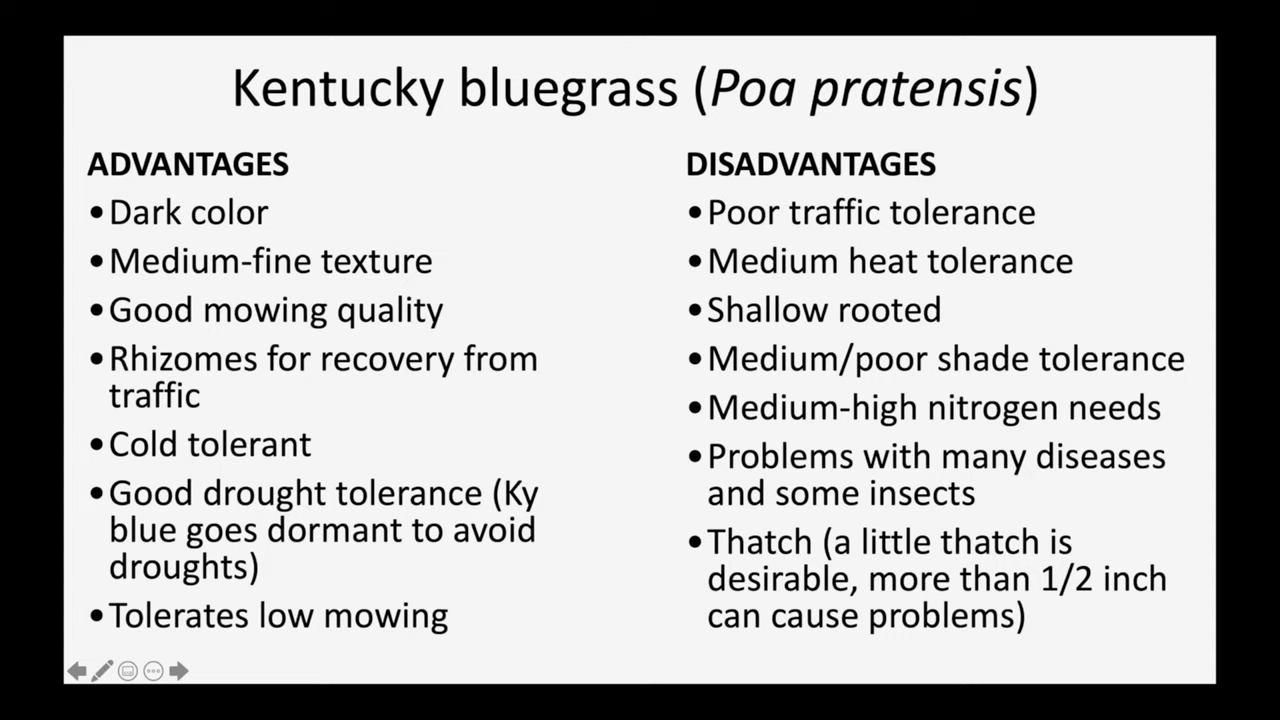 Kentucky bluegrass (Poa pratensis)
ADVANTAGES
•Dark color
•Medium-fine texture
•Good mowing quality
•Rhizomes for recovery from
traffic
•Cold tolerant
•Good drought tolerance (Ky
blue goes dormant to avoid
droughts)
•Tolerates low mowing
DISADVANTAGES
•Poor traffic tolerance
•Medium heat tolerance
•Shallow rooted
•Medium/poor shade tolerance
•Medium-high nitrogen needs
•Problems with many diseases
and some insects
•Thatch (a little thatch is
desirable, more than 1/2 inch
can cause problems)